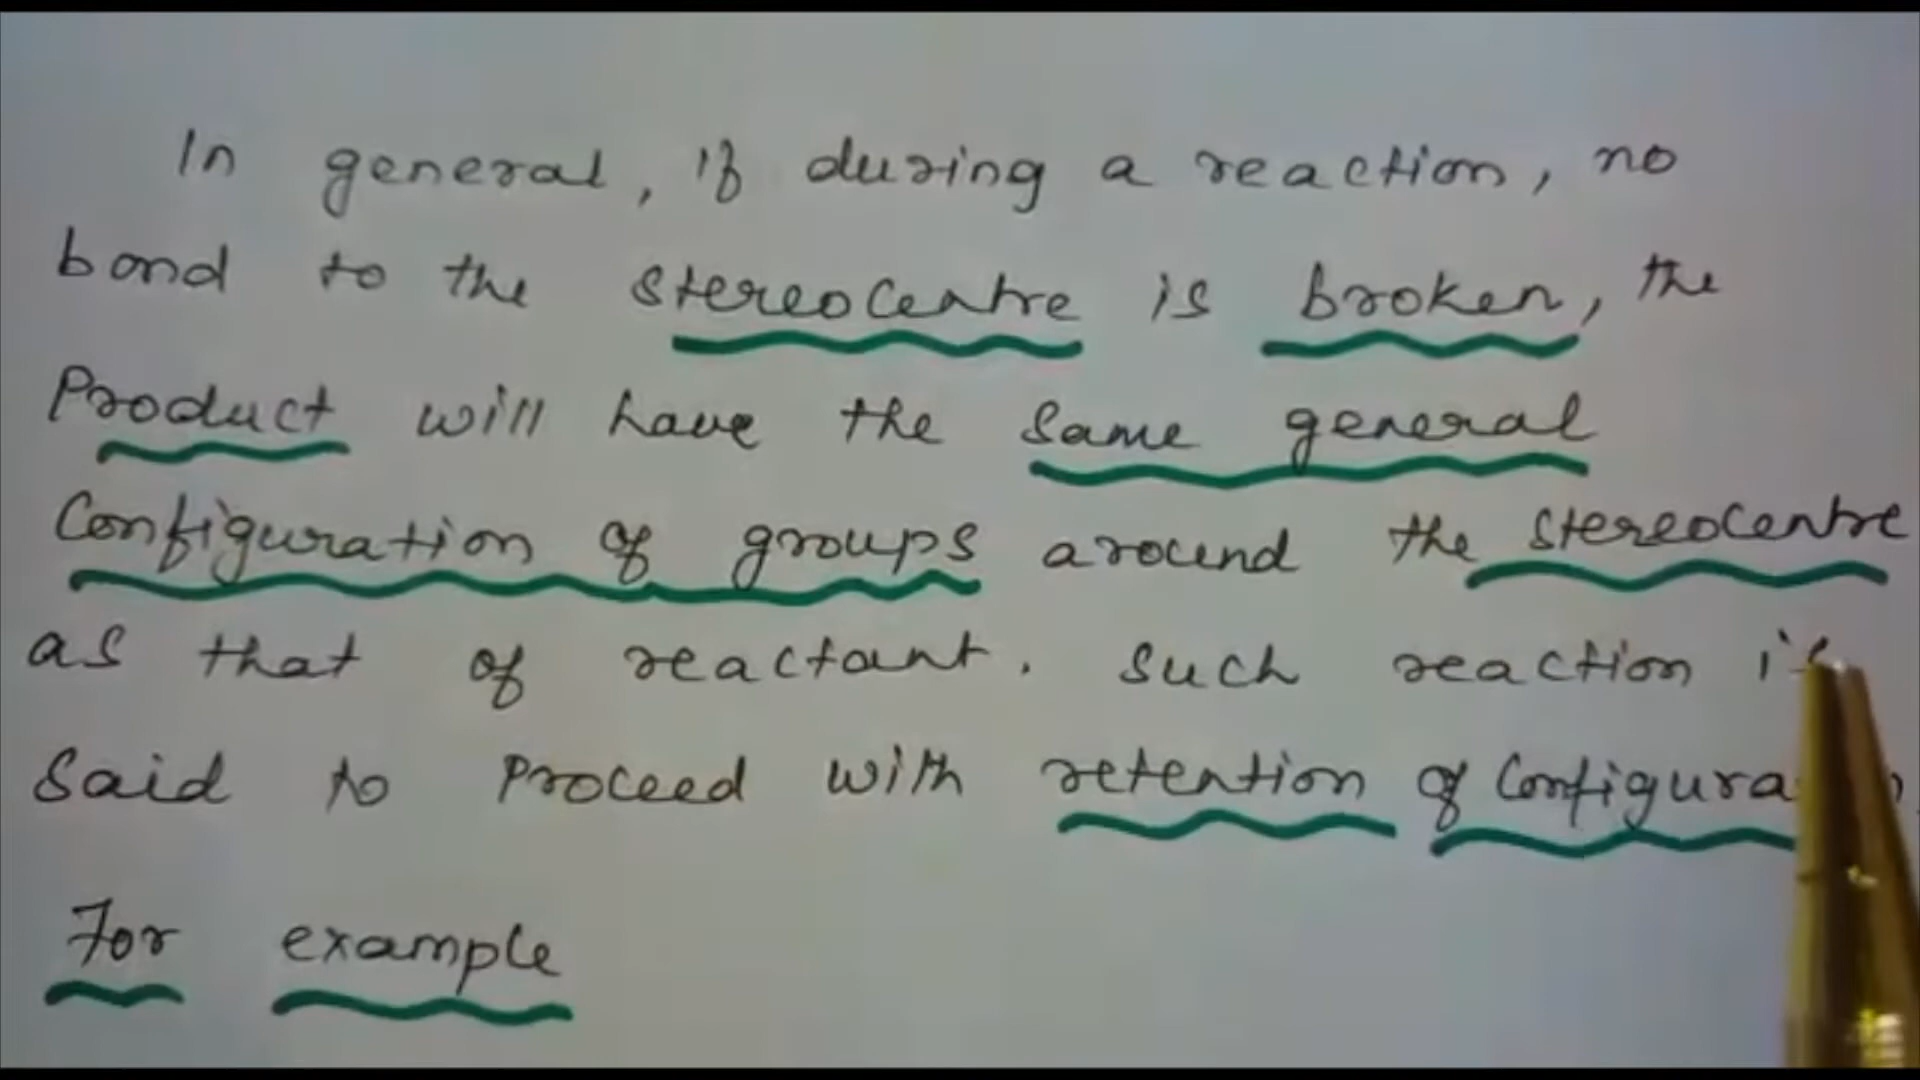 In general, if during a reaction, no
bond to the stereocentre is broken, the
Product will have the same general
Configuration of groups around the stereocentre
as that of reactant. Such reaction is
said to proceed with retention of
For example